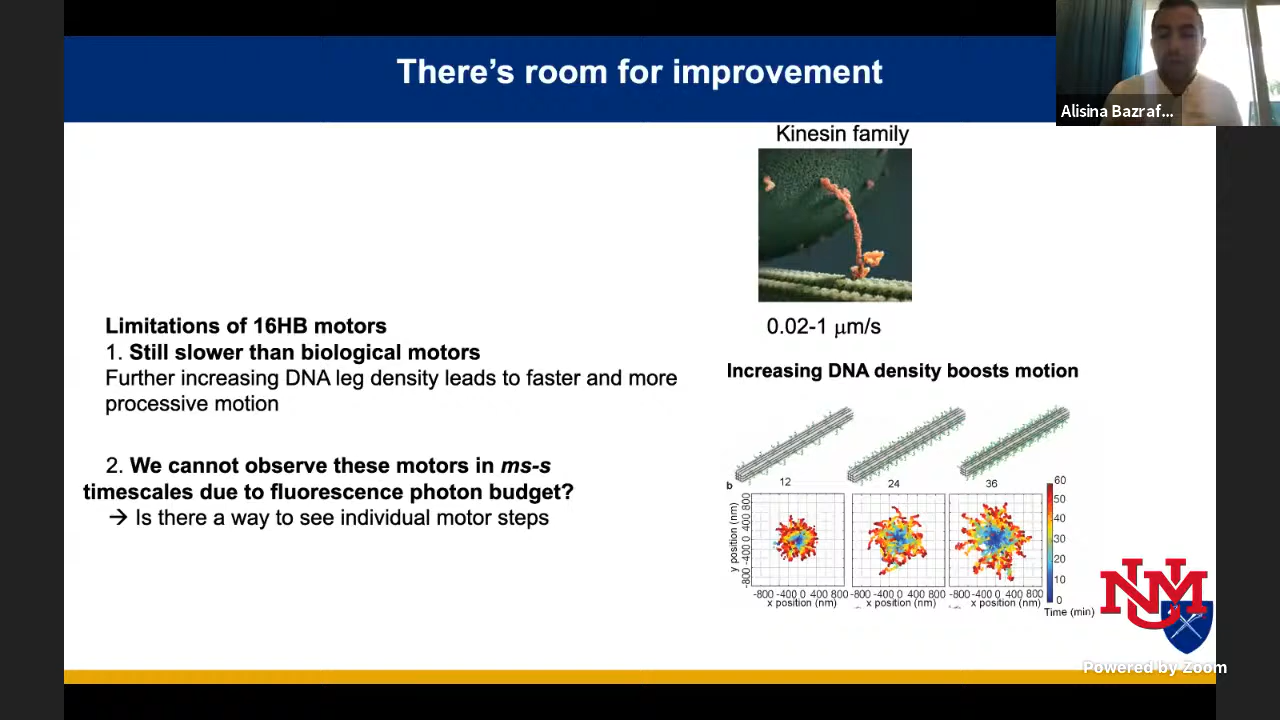 There's room for improvement
Alisina Bazraf...
Kinesin family
0.02-1 μm/s
Limitations of 16HB motors
1. Still slower than biological motors
Further increasing DNA leg density leads to faster and more
processive motion
2. We cannot observe these motors in ms-s
timescales due to fluorescence photon budget?
→ Is there a way to see individual motor steps
Increasing DNA density boosts motion
b
12 24 36
y position (nm)
800
400
0
-400
-800
-800 -400 0 400 800
x position (nm)
-800 -400 0 400 800
x position (nm)
-800 -400 0 400 800
x position (nm)
60
50
40
30
20
10
0
Time (min)
UNM
Powered by Zoom